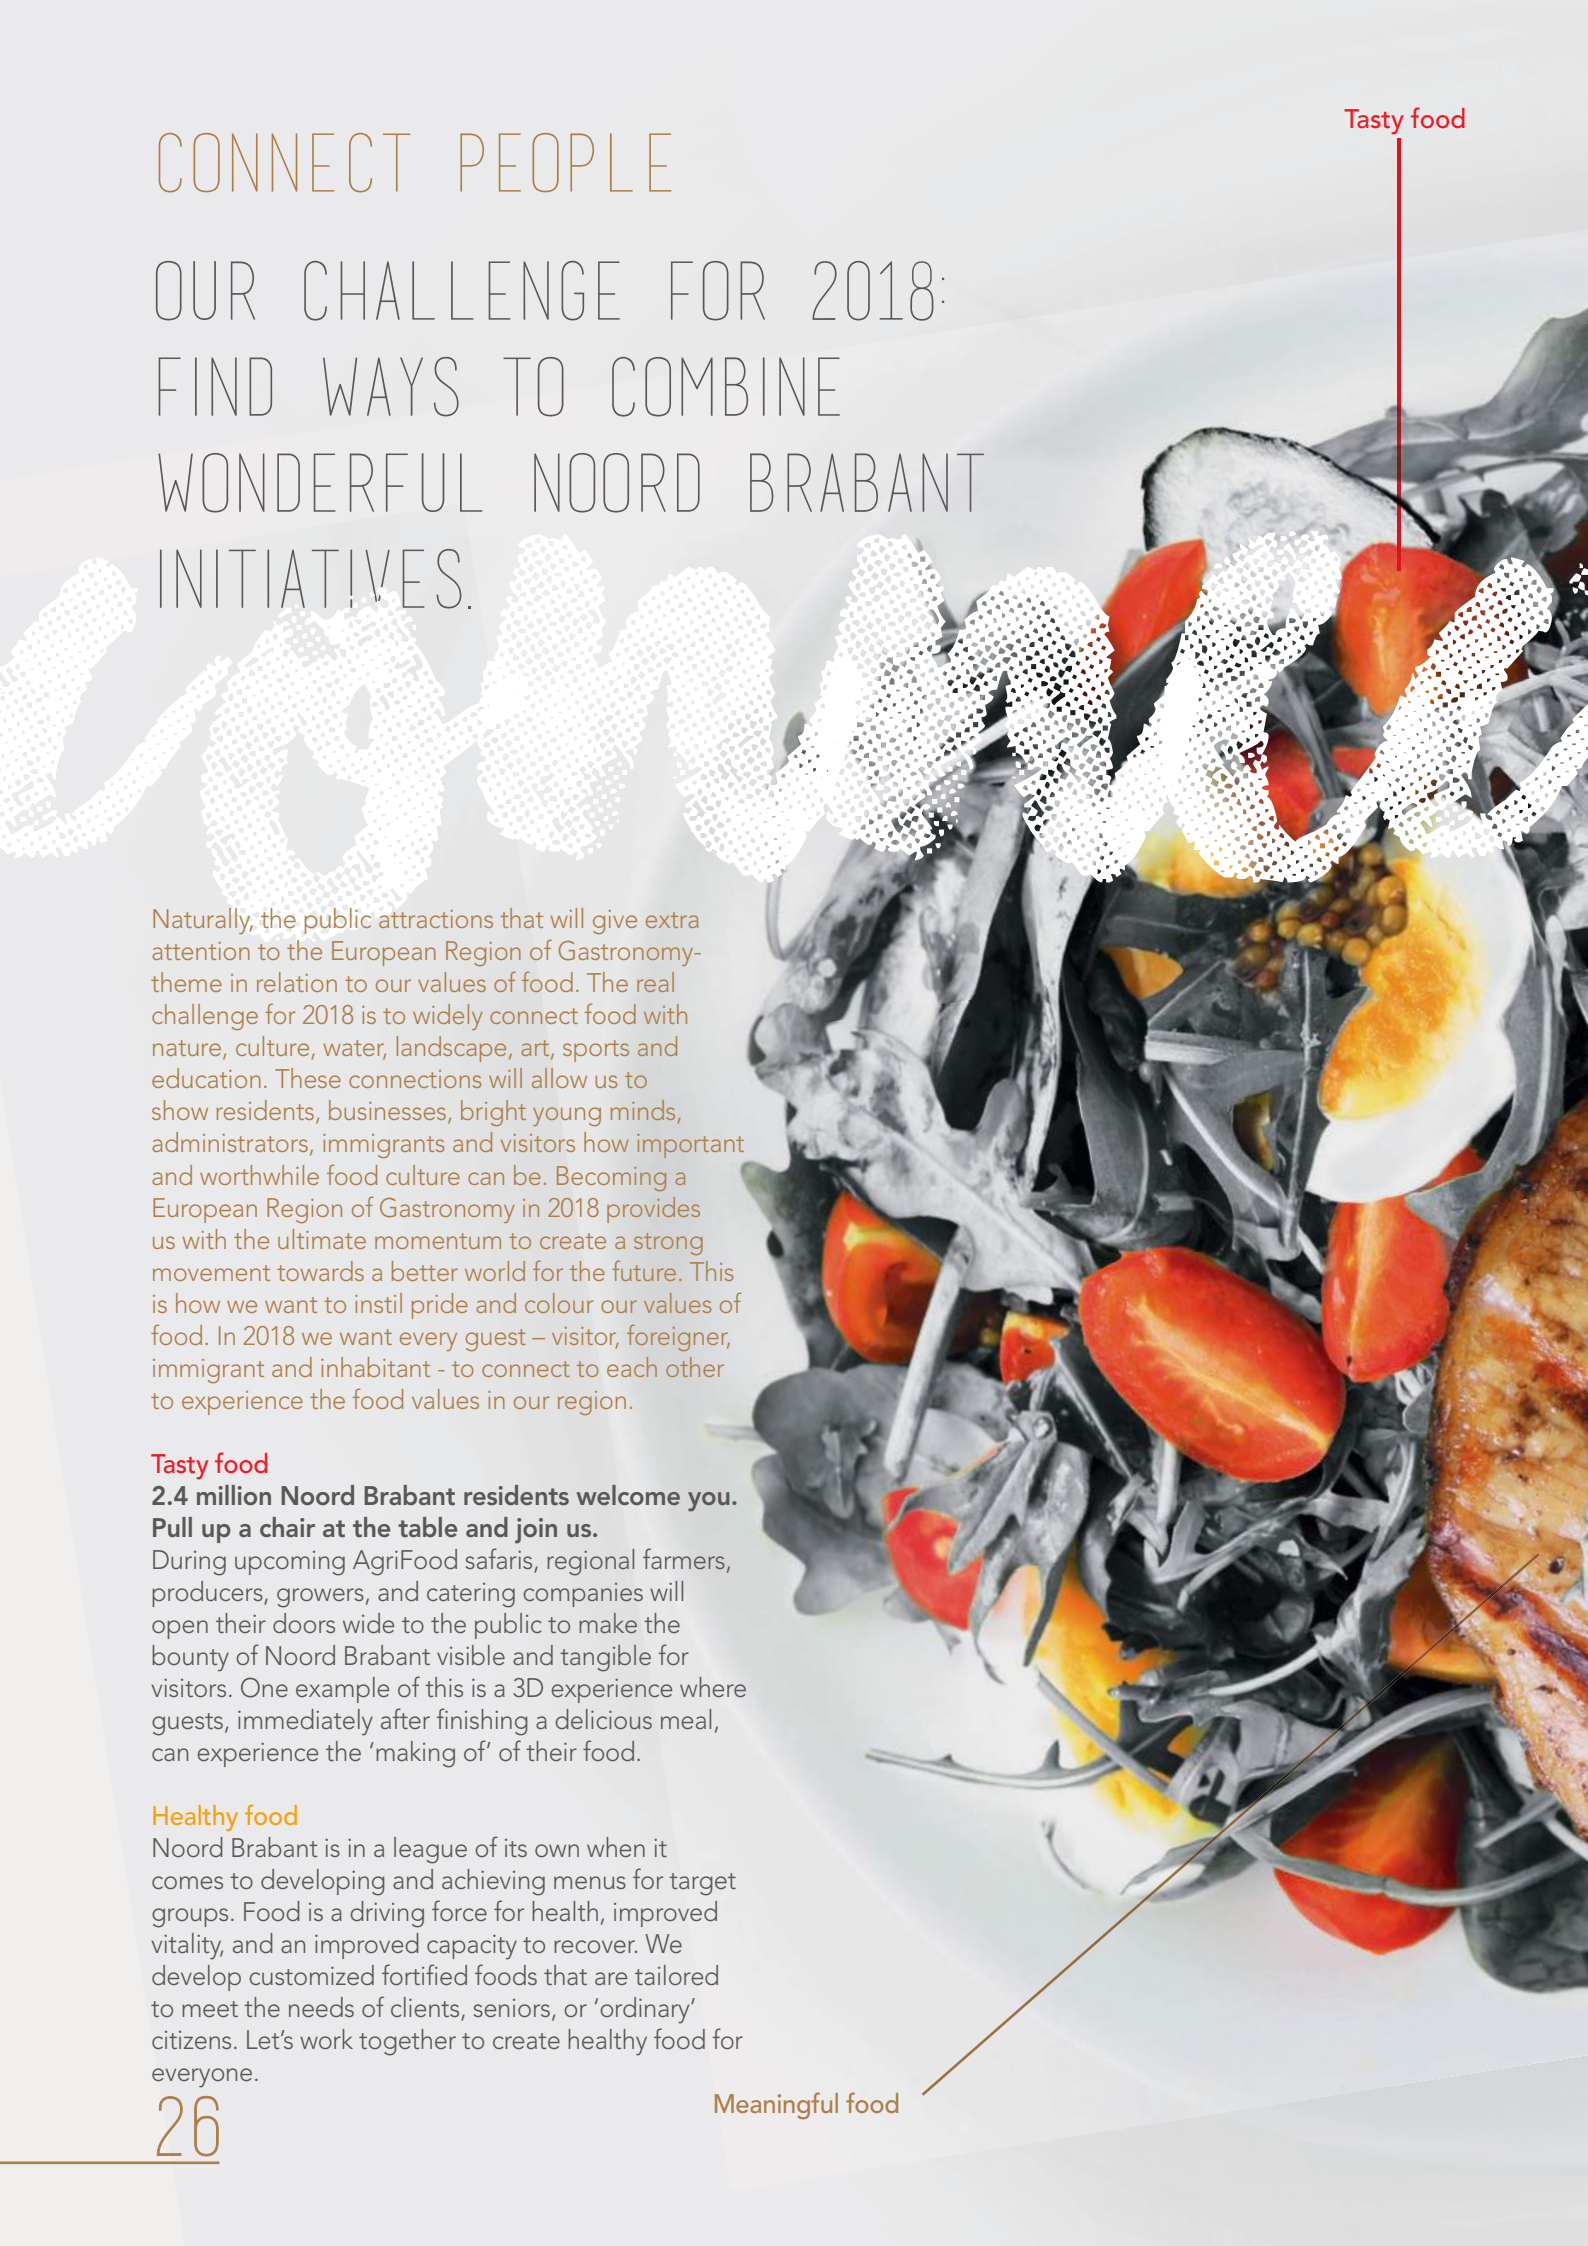 Tasty food
CONNECT PEOPLE
OUR CHALLENGE FOR 2018:
FIND WAYS TO COMBINE
WONDERFUL NOORD BRABANT
INITIATIVES.
connec
Naturally, the public attractions that will give extra
attention to the European Region of Gastronomy-
theme in relation to our values of food. The real
challenge for 2018 is to widely connect food with
nature, culture, water, landscape, art, sports and
education. These connections will allow us to
show residents, businesses, bright young minds,
administrators, immigrants and visitors how important
and worthwhile food culture can be. Becoming a
European Region of Gastronomy in 2018 provides
us with the ultimate momentum to create a strong
movement towards a better world for the future. This
is how we want to instil pride and colour our values of
food. In 2018 we want every guest – visitor, foreigner,
immigrant and inhabitant - to connect to each other
to experience the food values in our region.
Tasty food
2.4 million Noord Brabant residents welcome you.
Pull up a chair at the table and join us.
During upcoming AgriFood safaris, regional farmers,
producers, growers, and catering companies will
open their doors wide to the public to make the
bounty of Noord Brabant visible and tangible for
visitors. One example of this is a 3D experience where
guests, immediately after finishing a delicious meal,
can experience the ‘making of’ of their food.
Healthy food
Noord Brabant is in a league of its own when it
comes to developing and achieving menus for target
groups. Food is a driving force for health, improved
vitality, and an improved capacity to recover. We
develop customized fortified foods that are tailored
to meet the needs of clients, seniors, or ‘ordinary’
citizens. Let’s work together to create healthy food for
everyone.
Meaningful food
26